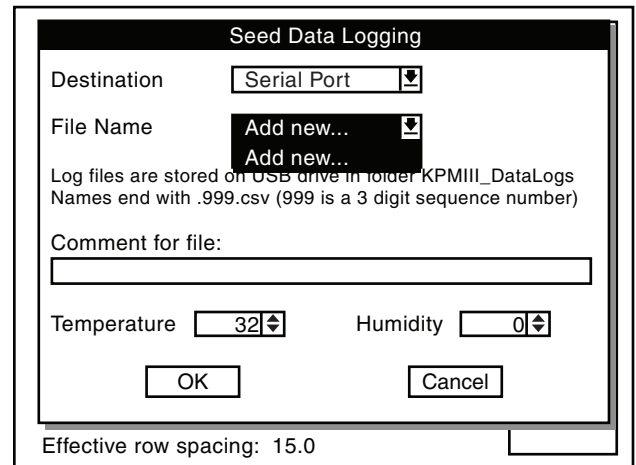 Seed Data Logging
Destination Serial Port
File Name Add new...
Add new...
Log files are stored on USB drive in folder KPMIII_DataLogs
Names end with .999.csv (999 is a 3 digit sequence number)
Comment for file:
Temperature 32 Humidity 0
OK Cancel
Effective row spacing: 15.0